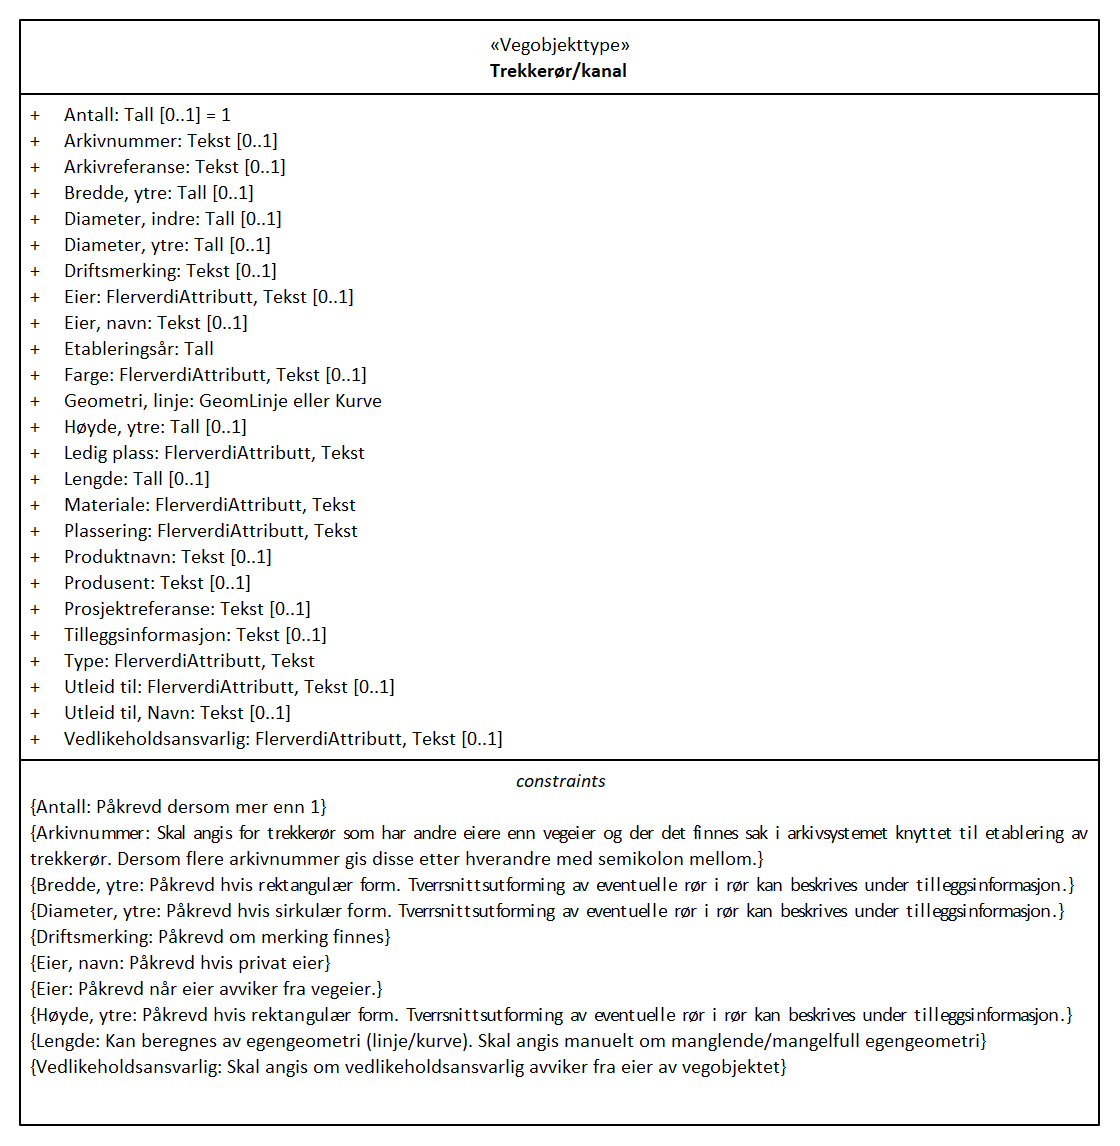 «Vegobjekttype»
Trekkerør/kanal
+ Antall: Tall [0..1] = 1
+ Arkivnummer: Tekst [0..1]
+ Arkivreferanse: Tekst [0..1]
+ Bredde, ytre: Tall [0..1]
+ Diameter, indre: Tall [0..1]
+ Diameter, ytre: Tall [0..1]
+ Driftsmerking: Tekst [0..1]
+ Eier: FlerverdiAttributt, Tekst [0..1]
+ Eier, navn: Tekst [0..1]
+ Etableringsår: Tall
+ Farge: FlerverdiAttributt, Tekst [0..1]
+ Geometri, linje: GeomLinje eller Kurve
+ Høyde, ytre: Tall [0..1]
+ Ledig plass: FlerverdiAttributt, Tekst
+ Lengde: Tall [0..1]
+ Materiale: FlerverdiAttributt, Tekst
+ Plassering: FlerverdiAttributt, Tekst
+ Produktnavn: Tekst [0..1]
+ Produsent: Tekst [0..1]
+ Prosjektreferanse: Tekst [0..1]
+ Tilleggsinformasjon: Tekst [0..1]
+ Type: FlerverdiAttributt, Tekst
+ Utleid til: FlerverdiAttributt, Tekst [0..1]
+ Utleid til, Navn: Tekst [0..1]
+ Vedlikeholdsansvarlig: FlerverdiAttributt, Tekst [0..1]
constraints
{Antall: Påkrevd dersom mer enn 1}
{Arkivnummer: Skal angis for trekkerør som har andre eiere enn vegeier og der det finnes sak i arkivsystemet knyttet til etablering av
trekkerør. Dersom flere arkivnummer gis disse etter hverandre med semikolon mellom.}
{Bredde, ytre: Påkrevd hvis rektangulær form. Tverrsnittsutforming av eventuelle rør i rør kan beskrives under tilleggsinformasjon.}
{Diameter, ytre: Påkrevd hvis sirkulær form. Tverrsnittsutforming av eventuelle rør i rør kan beskrives under tilleggsinformasjon.}
{Driftsmerking: Påkrevd om merking finnes}
{Eier, navn: Påkrevd hvis privat eier}
{Eier: Påkrevd når eier avviker fra vegeier.}
{Høyde, ytre: Påkrevd hvis rektangulær form. Tverrsnittsutforming av eventuelle rør i rør kan beskrives under tilleggsinformasjon.}
{Lengde: Kan beregnes av egengeometri (linje/kurve). Skal angis manuelt om manglende/mangelfull egengeometri}
{Vedlikeholdsansvarlig: Skal angis om vedlikeholdsansvarlig avviker fra eier av vegobjektet}